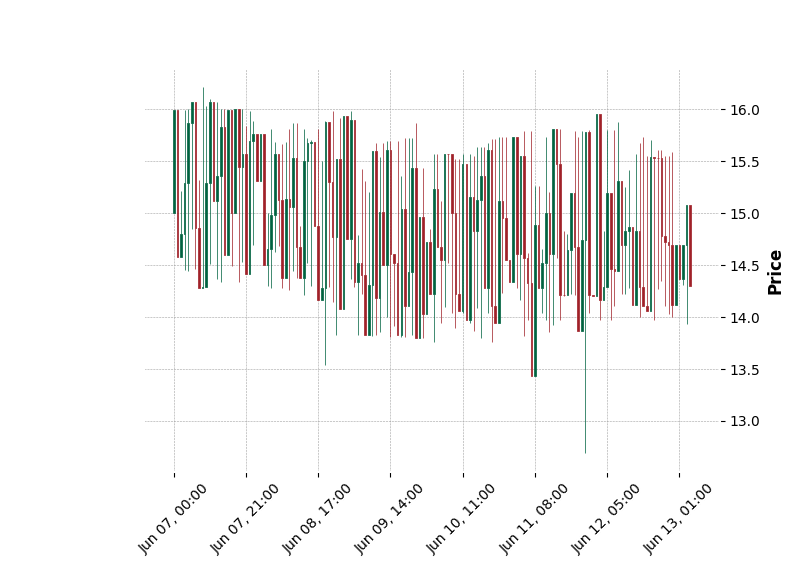 16.0
15.5
15.0
14.5
14.0
13.5
13.0
Price
Jun 07, 00:00
Jun 07, 21:00
Jun 08, 17:00
Jun 09, 14:00
Jun 10, 11:00
Jun 11, 08:00
Jun 12, 05:00
Jun 13, 01:00